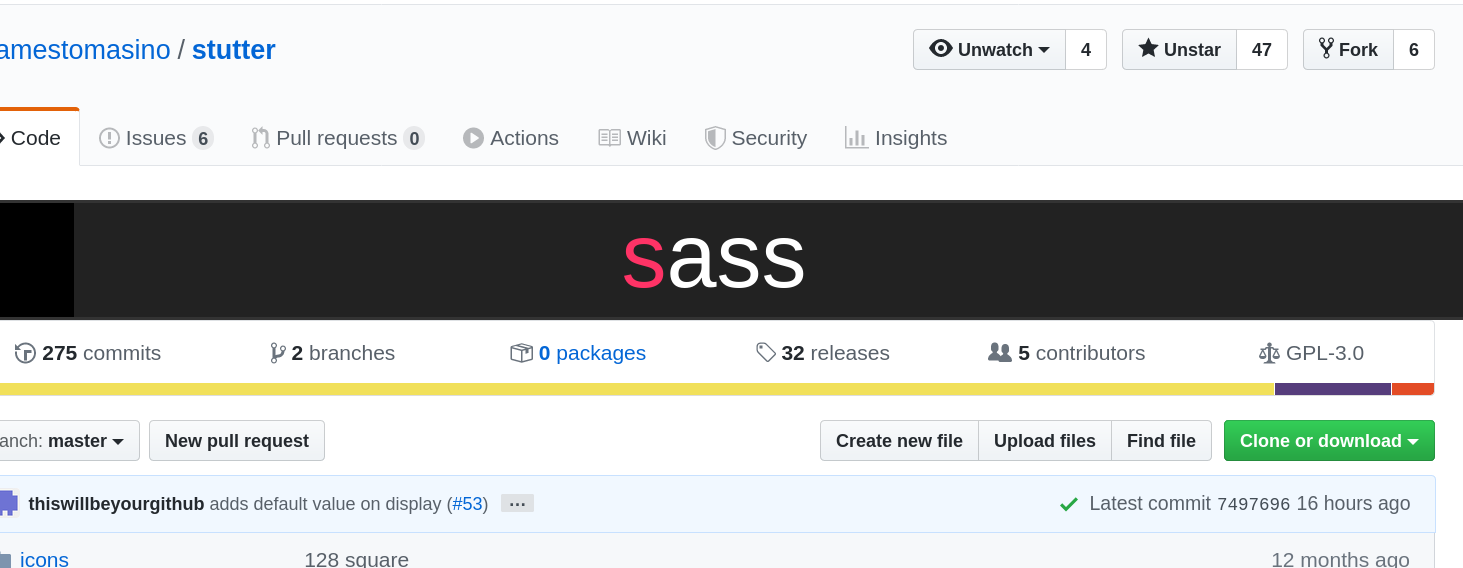 amestomasino / stutter
Unwatch 4 Unstar 47 Fork 6
Code Issues 6 Pull requests 0 Actions Wiki Security Insights
sass
275 commits 2 branches 0 packages 32 releases 5 contributors GPL-3.0
anch: master New pull request Create new file Upload files Find file Clone or download
thiswillbeyourgithub adds default value on display (#53) ... Latest commit 7497696 16 hours ago
icons 128 square 12 months ago